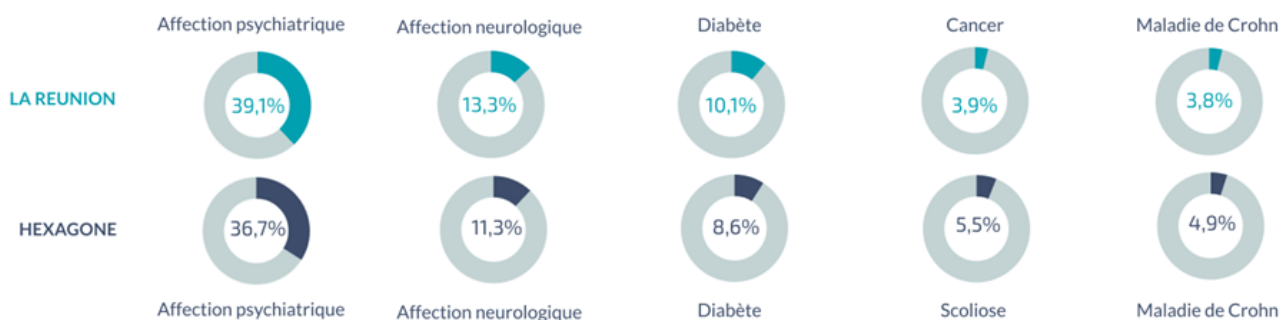 Affection psychiatrique
Affection neurologique
Diabète
Cancer
Maladie de Crohn
LA REUNION
39,1%
13,3%
10,1%
3,9%
3,8%
HEXAGONE
36,7%
11,3%
8,6%
5,5%
4,9%
Affection psychiatrique
Affection neurologique
Diabète
Scoliose
Maladie de Crohn